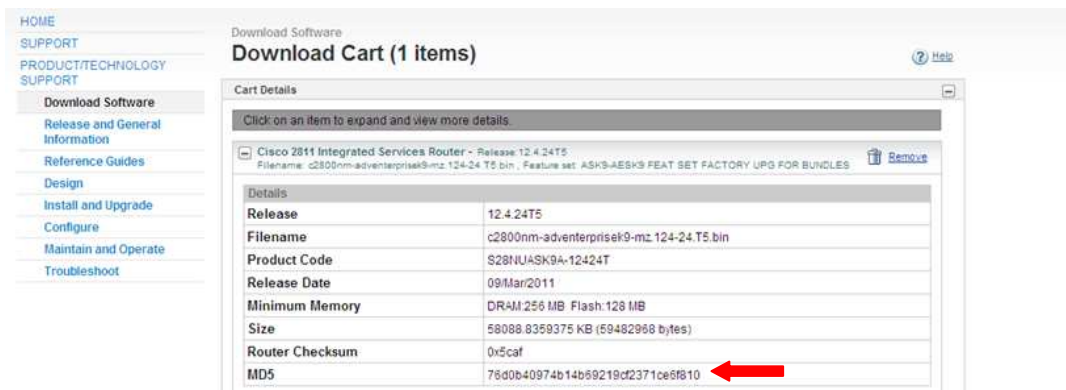 HOME
SUPPORT
PRODUCT/TECHNOLOGY
SUPPORT
Download Software
Release and General
Information
Reference Guides
Design
Install and Upgrade
Configure
Maintain and Operate
Troubleshoot
Download Software
Download Cart (1 items)
Help
Cart Details
Click on an item to expand and view more details.
Cisco 2811 Integrated Services Router - Release 12.4.24T5
Remove
Filename: c2800nm-adventerprisek9-mz.124-24.T5.bin , Feature set: ASK9-AESK9 FEAT SET FACTORY UPG FOR BUNDLES
Details
Release 12.4.24T5
Filename c2800nm-adventerprisek9-mz.124-24.T5.bin
Product Code S28NUASK9A-12424T
Release Date 09/Mar/2011
Minimum Memory DRAM:256 MB Flash:128 MB
Size 58088.8359375 KB (59482968 bytes)
Router Checksum 0x5caf
MD5 76d0b40974b14b69219cf2371ce6f810